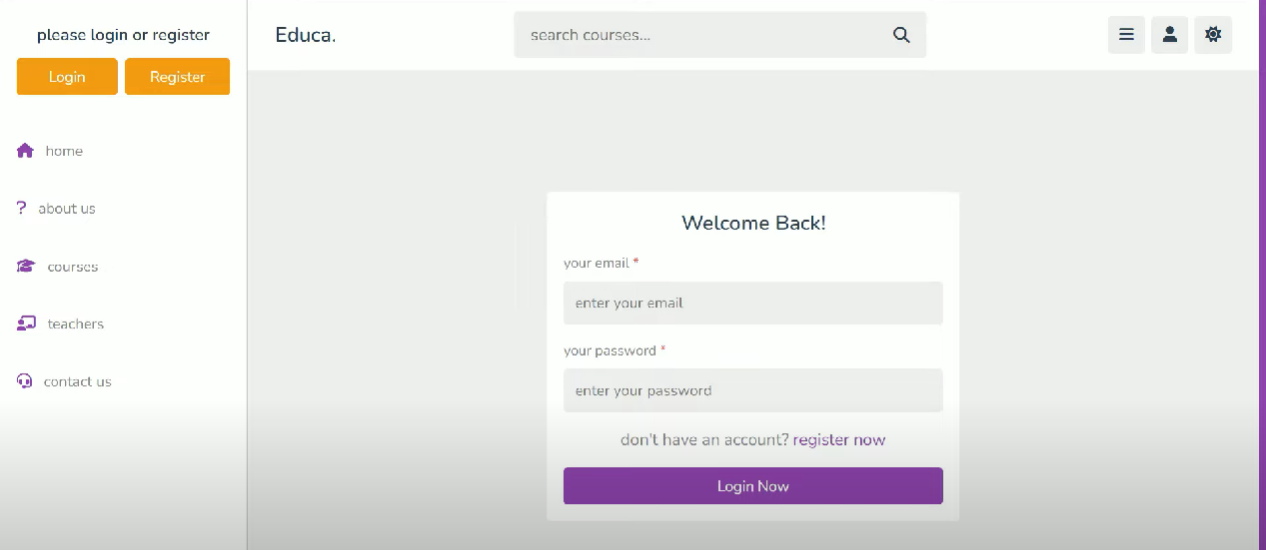 please login or register
Login
Register
home
? about us
courses
teachers
contact us
Educa.
search courses...
Welcome Back!
your email *
enter your email
your password *
enter your password
don't have an account? register now
Login Now